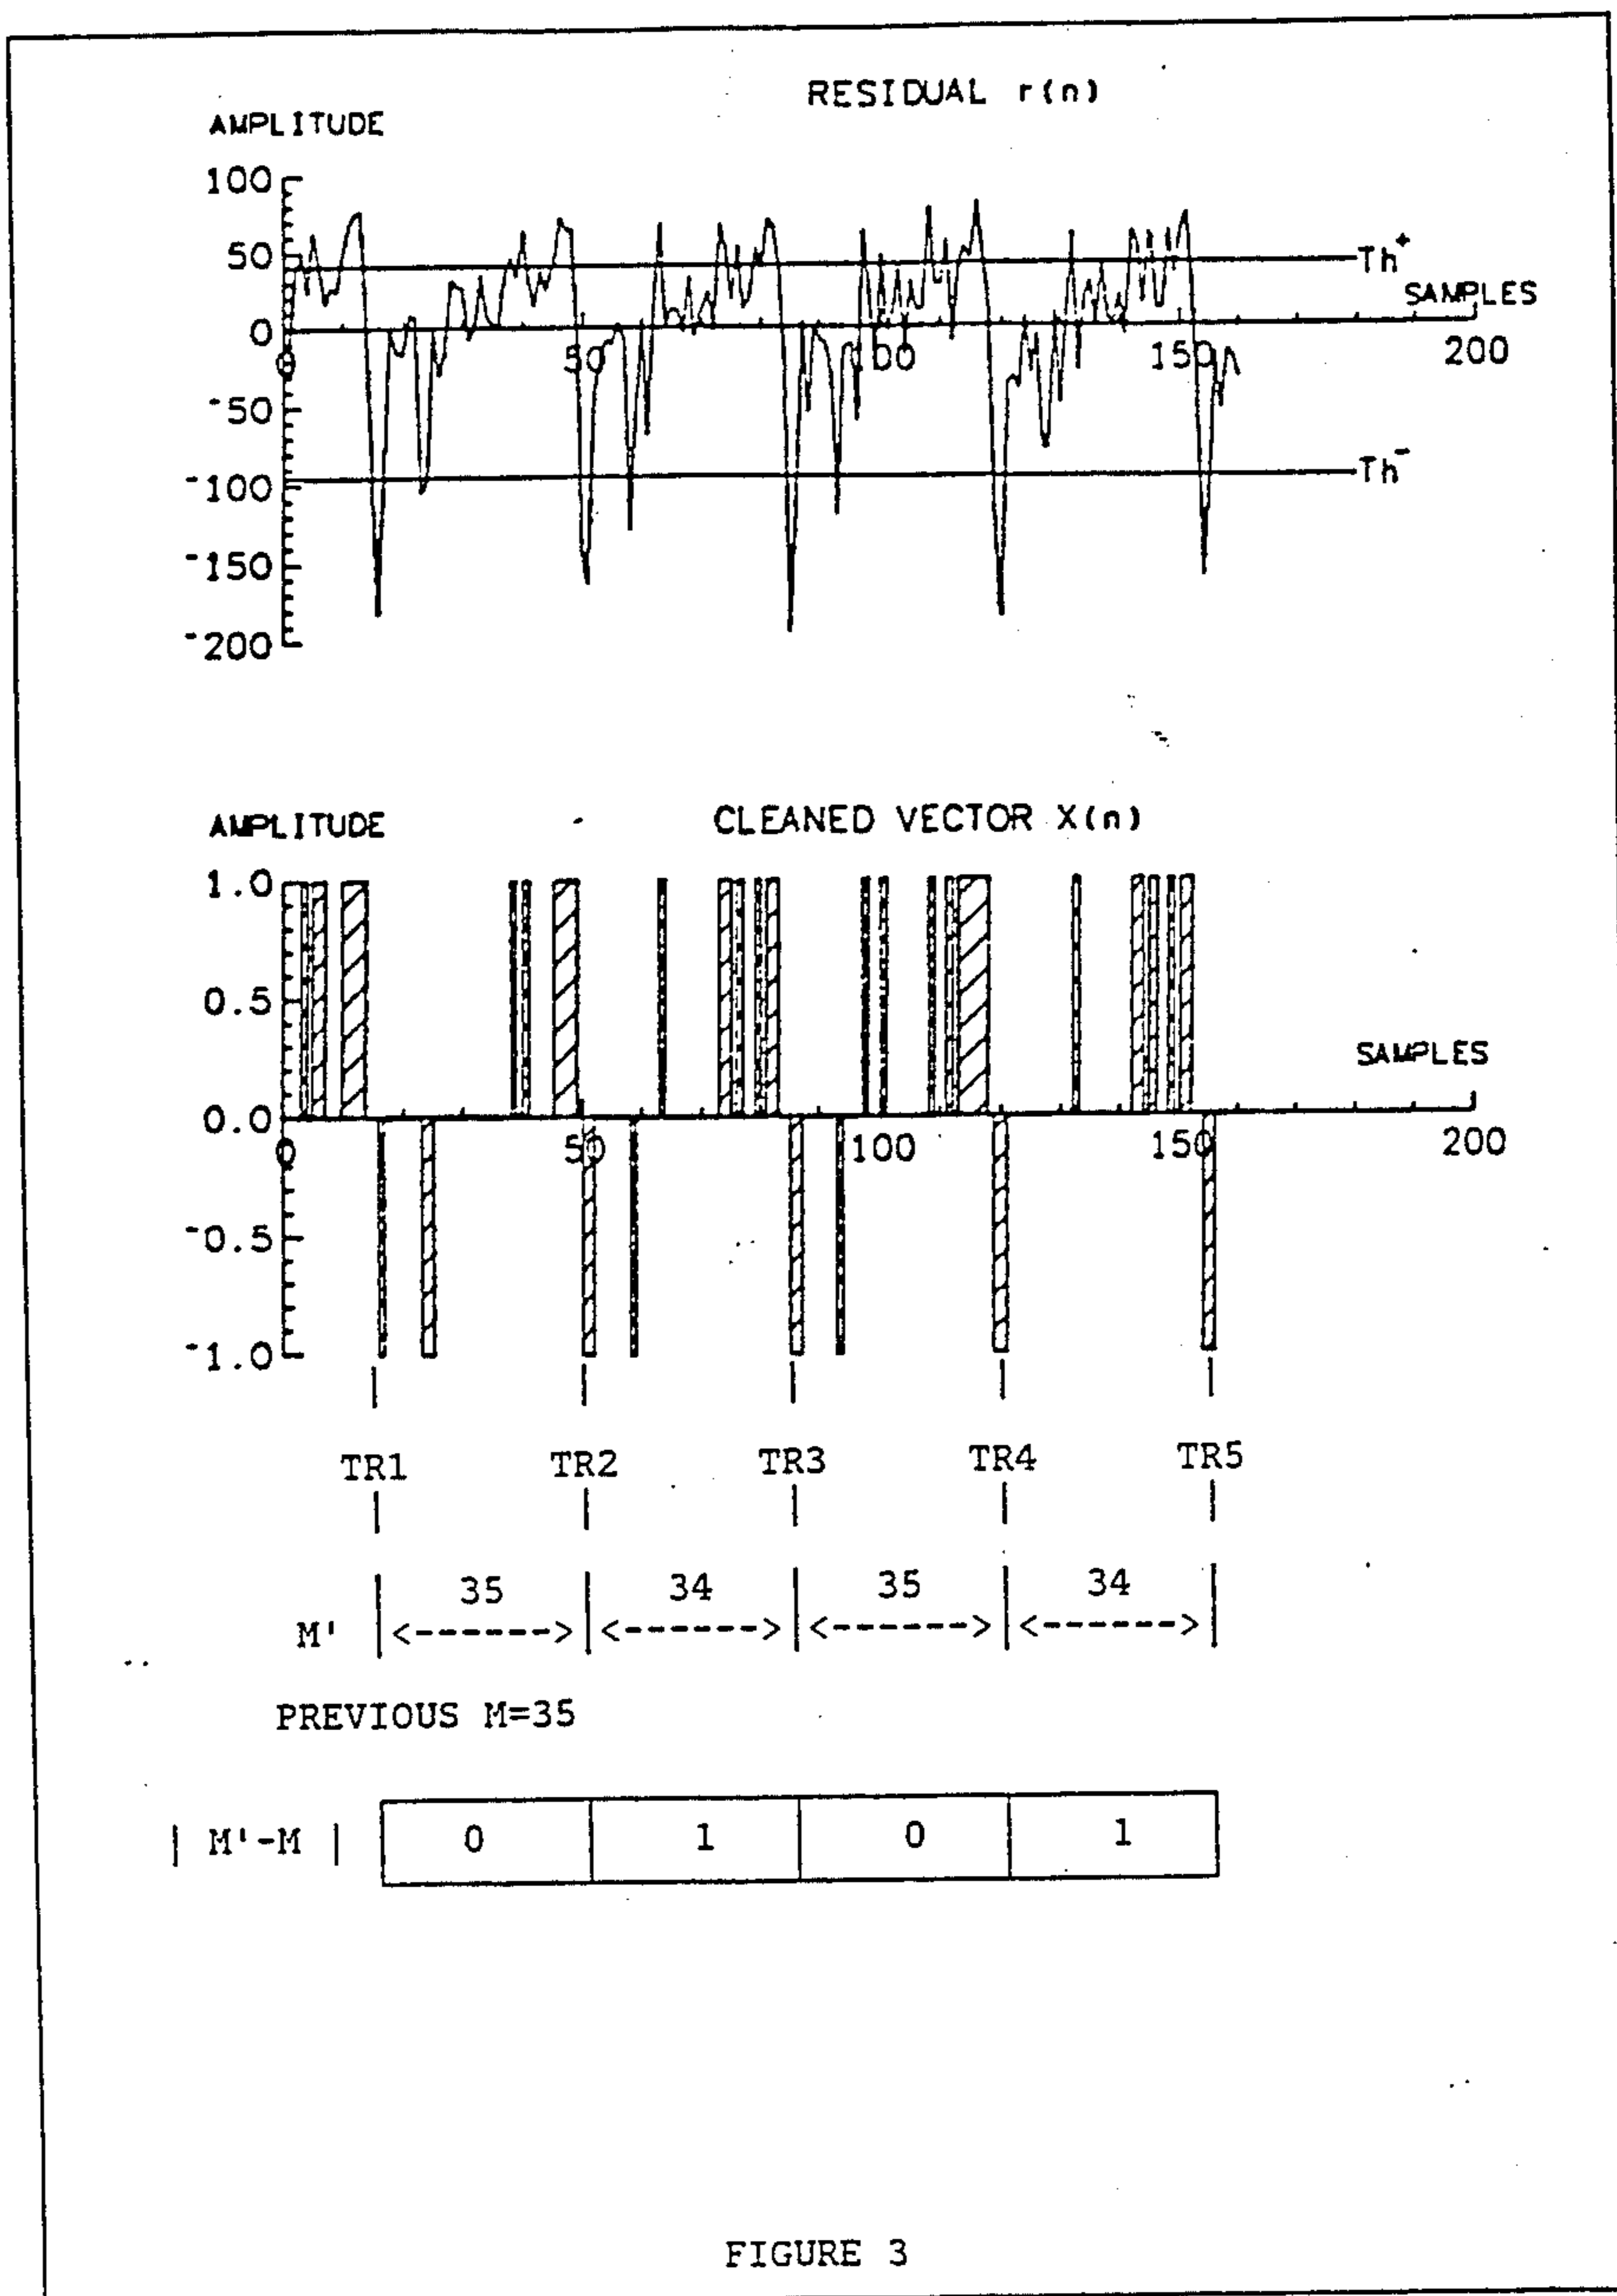 RESIDUAL r(n)
AMPLITUDE
100
50
Th+
SAMPLES
0
0
50
00
150
200
-50
-100
Th-
-150
-200
AMPLITUDE
CLEANED VECTOR X(n)
1.0
0.5
SAMPLES
0.0
0
50
100
150
200
-0.5
-1.0
TR1 TR2 TR3 TR4 TR5
35 34 35 34
M' |<------>|<------>|<------>|<------>|
PREVIOUS M=35
| M'-M | 0 1 0 1
FIGURE 3